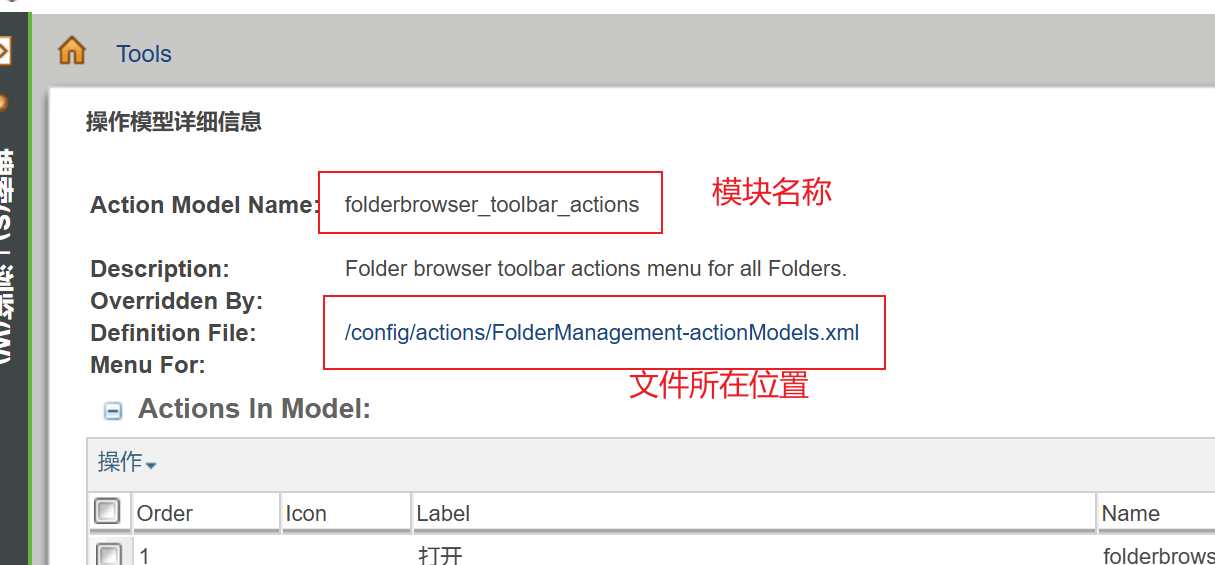 Tools
操作模型详细信息
Action Model Name: folderbrowser_toolbar_actions
模块名称
Description: Folder browser toolbar actions menu for all Folders.
Overridden By:
Definition File: /config/actions/FolderManagement-actionModels.xml
Menu For:
文件所在位置
Actions In Model:
操作
Order Icon Label Name
1 打开